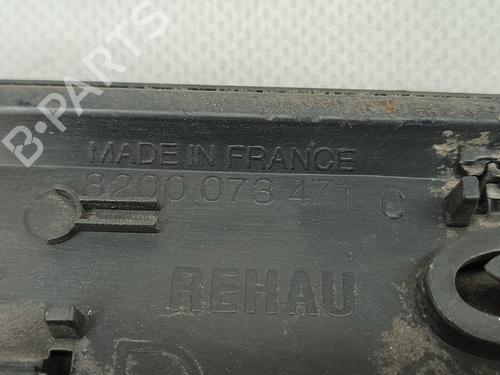 B-PARTS
MADE IN FRANCE
8200 073 471 C
REHAU